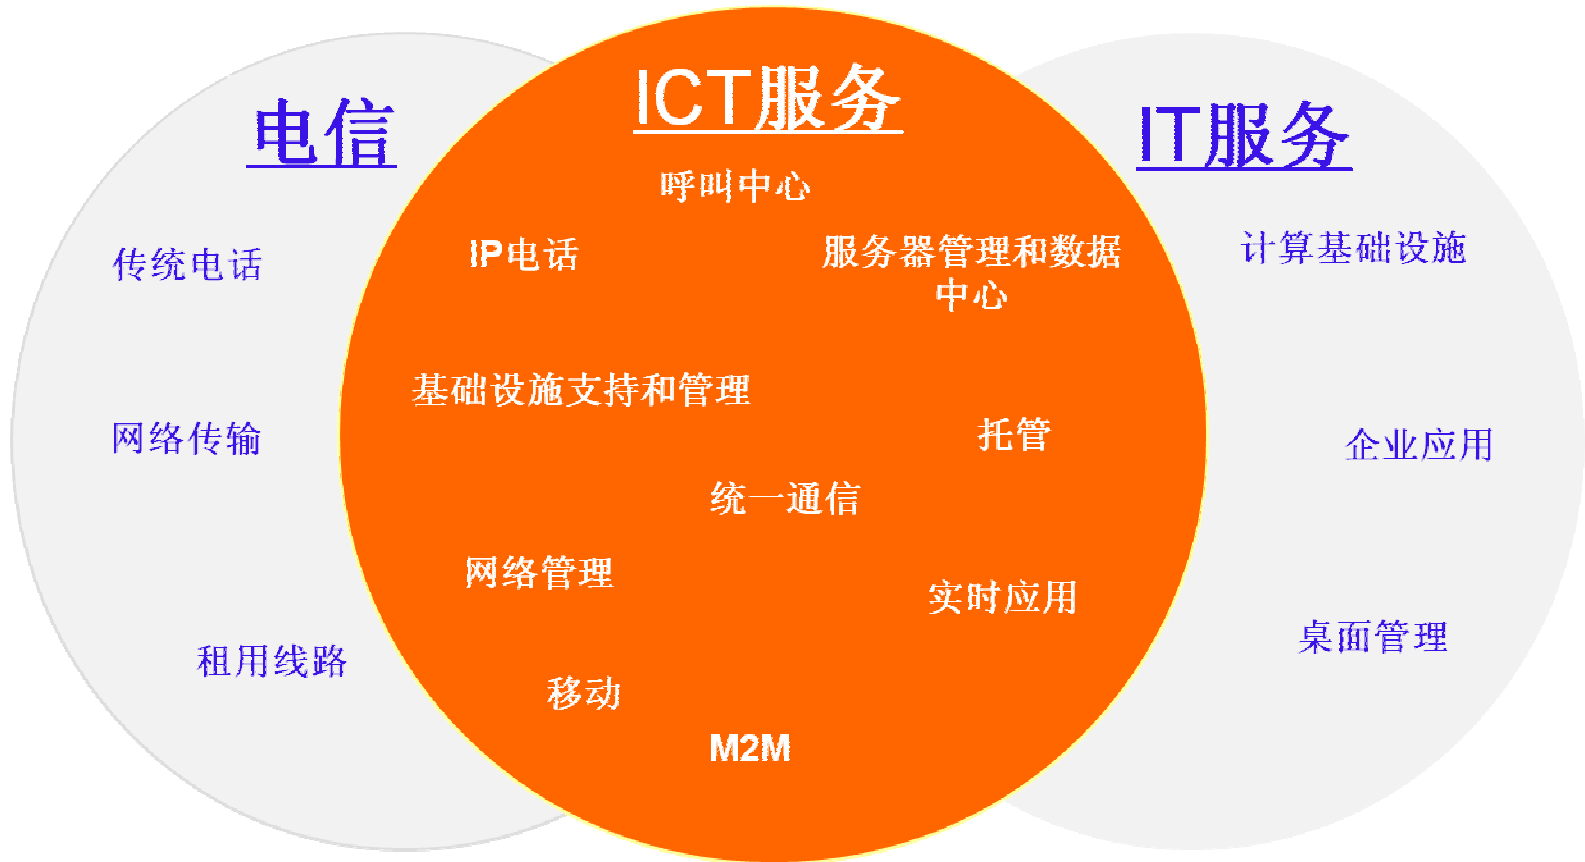 电信
传统电话
网络传输
租用线路
ICT服务
呼叫中心
IP电话
服务器管理和数据
中心
基础设施支持和管理
托管
统一通信
网络管理
实时应用
移动
M2M
IT服务
计算基础设施
企业应用
桌面管理